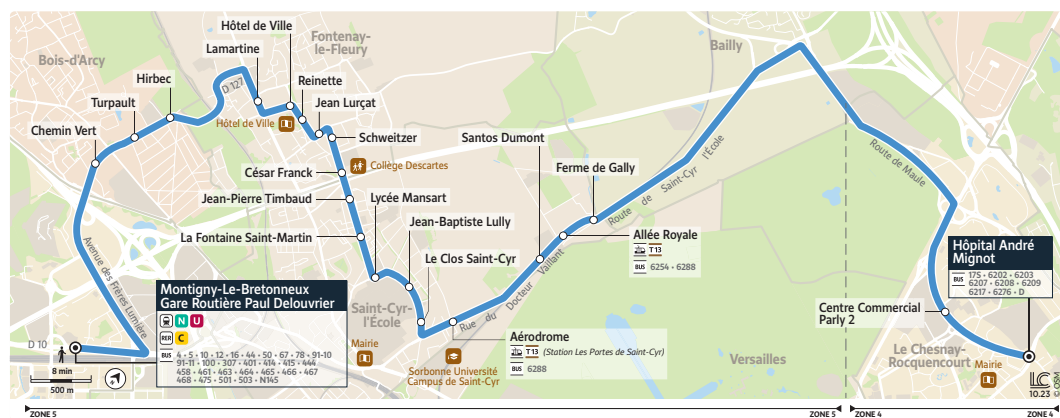 Hôtel de Ville
Lamartine
Fontenay-
le-Fleury
Bailly
Bois-d'Arcy
Hirbec
D 127
Reinette
Turpault
Jean Lurçat
Hôtel de Ville
Chemin Vert
Schweitzer
Santos Dumont
l'École
Collège Descartes
César Franck
Ferme de Gally
Route de Maule
Saint-Cyr
Jean-Pierre Timbaud
Lycée Mansart
Route de
Jean-Baptiste Lully
La Fontaine Saint-Martin
Allée Royale
T13
BUS 6254 • 6288
Hôpital André
Mignot
BUS 175 • 6202 • 6203
6207 • 6208 • 6209
6217 • 6276 • D
Avenue des Frères Lumière
Le Clos Saint-Cyr
Vaillant
Docteur
du
Rue
Montigny-Le-Bretonneux
Gare Routière Paul Delouvrier
N U
RER C
BUS 4 • 5 • 10 • 12 • 16 • 44 • 50 • 67 • 78 • 91-10
91-11 • 100 • 307 • 401 • 414 • 415 • 444
458 • 461 • 463 • 464 • 465 • 466 • 467
468 • 475 • 501 • 503 • N145
Saint-Cyr-
l'École
Centre Commercial
Parly 2
Mairie
Aérodrome
T13 (Station Les Portes de Saint-Cyr)
BUS 6288
D 10
Sorbonne Université
Campus de Saint-Cyr
Versailles
Le Chesnay-
Rocquencourt
Mairie
8 min
500 m
LC
10.23
© OSM
ZONE 5
ZONE 5
ZONE 4
ZONE 4